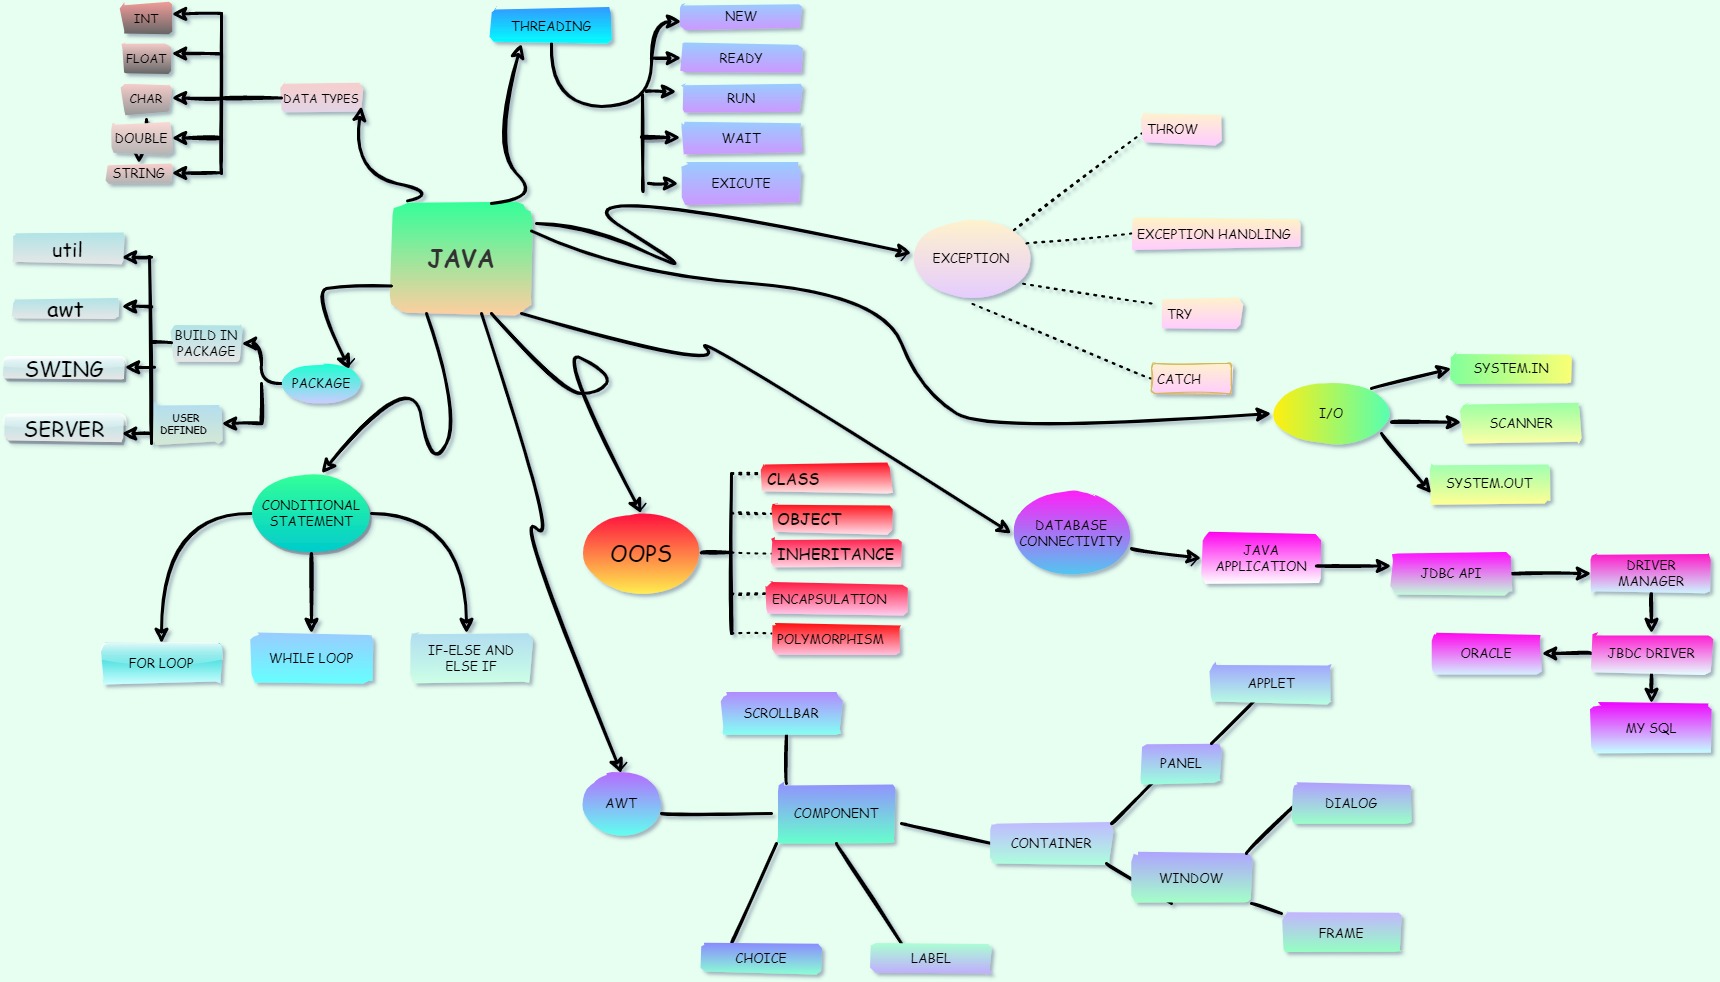 INT
FLOAT
CHAR
DOUBLE
STRING
DATA TYPES
THREADING
NEW
READY
RUN
WAIT
EXICUTE
JAVA
EXCEPTION
THROW
EXCEPTION HANDLING
TRY
CATCH
util
awt
SWING
SERVER
BUILD IN
PACKAGE
USER
DEFINED
PACKAGE
I/O
SYSTEM.IN
SCANNER
SYSTEM.OUT
CONDITIONAL
STATEMENT
FOR LOOP
WHILE LOOP
IF-ELSE AND
ELSE IF
OOPS
CLASS
OBJECT
INHERITANCE
ENCAPSULATION
POLYMORPHISM
DATABASE
CONNECTIVITY
JAVA
APPLICATION
JDBC API
DRIVER
MANAGER
JBDC DRIVER
ORACLE
MY SQL
AWT
SCROLLBAR
COMPONENT
CHOICE
LABEL
CONTAINER
PANEL
APPLET
WINDOW
DIALOG
FRAME